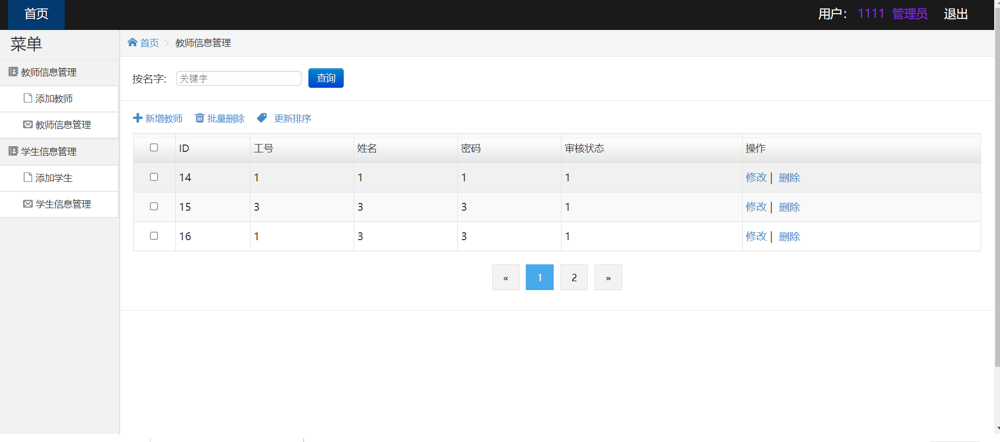 首页 用户： 1111 管理员 退出
菜单
首页 教师信息管理
教师信息管理
添加教师
教师信息管理
学生信息管理
添加学生
学生信息管理
按名字: 关键字 查询
新增教师 批量删除 更新排序
ID 工号 姓名 密码 审核状态 操作
14 1 1 1 1 修改 | 删除
15 3 3 3 1 修改 | 删除
16 1 3 3 1 修改 | 删除
« 1 2 »